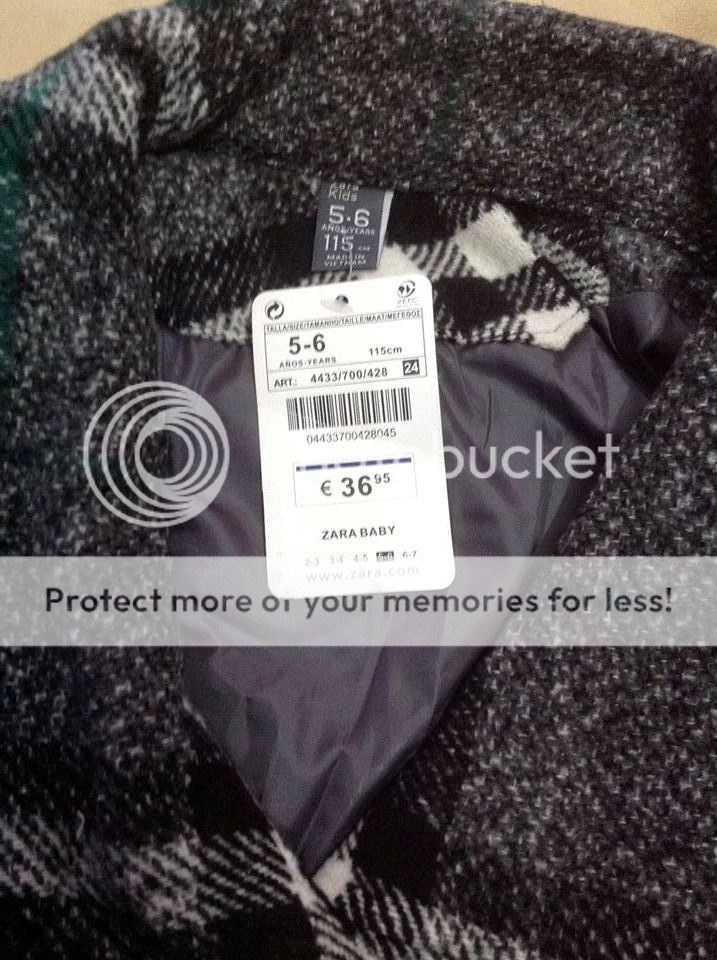 Zara
Kids
5-6
AÑOS-YEARS
115 cm
MADE IN
VIETNAM
TALLA/SIZE/TAMANHO/TAILLE/MAAT/ΜΕΓΕΘΟΣ
5-6
AÑOS-YEARS
115cm
ART.: 4433/700/428 24
04433700428045
€ 36 95
ZARA BABY
2-3 3-4 4-5 5-6 6-7
www.zara.com
photobucket
Protect more of your memories for less!